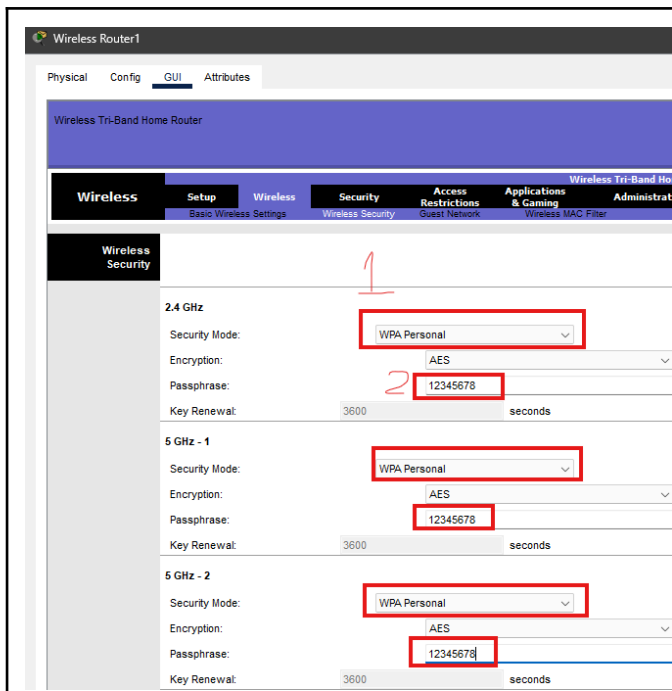 Wireless Router1
Physical Config GUI Attributes
Wireless Tri-Band Home Router
Wireless Tri-Band Ho
Wireless Setup Wireless Security Access Restrictions Applications & Gaming Administrat
Basic Wireless Settings Wireless Security Guest Network Wireless MAC Filter
Wireless
Security
1
2.4 GHz
Security Mode: WPA Personal
Encryption: AES
2
Passphrase: 12345678
Key Renewal: 3600 seconds
5 GHz - 1
Security Mode: WPA Personal
Encryption: AES
Passphrase: 12345678
Key Renewal: 3600 seconds
5 GHz - 2
Security Mode: WPA Personal
Encryption: AES
Passphrase: 12345678
Key Renewal: 3600 seconds